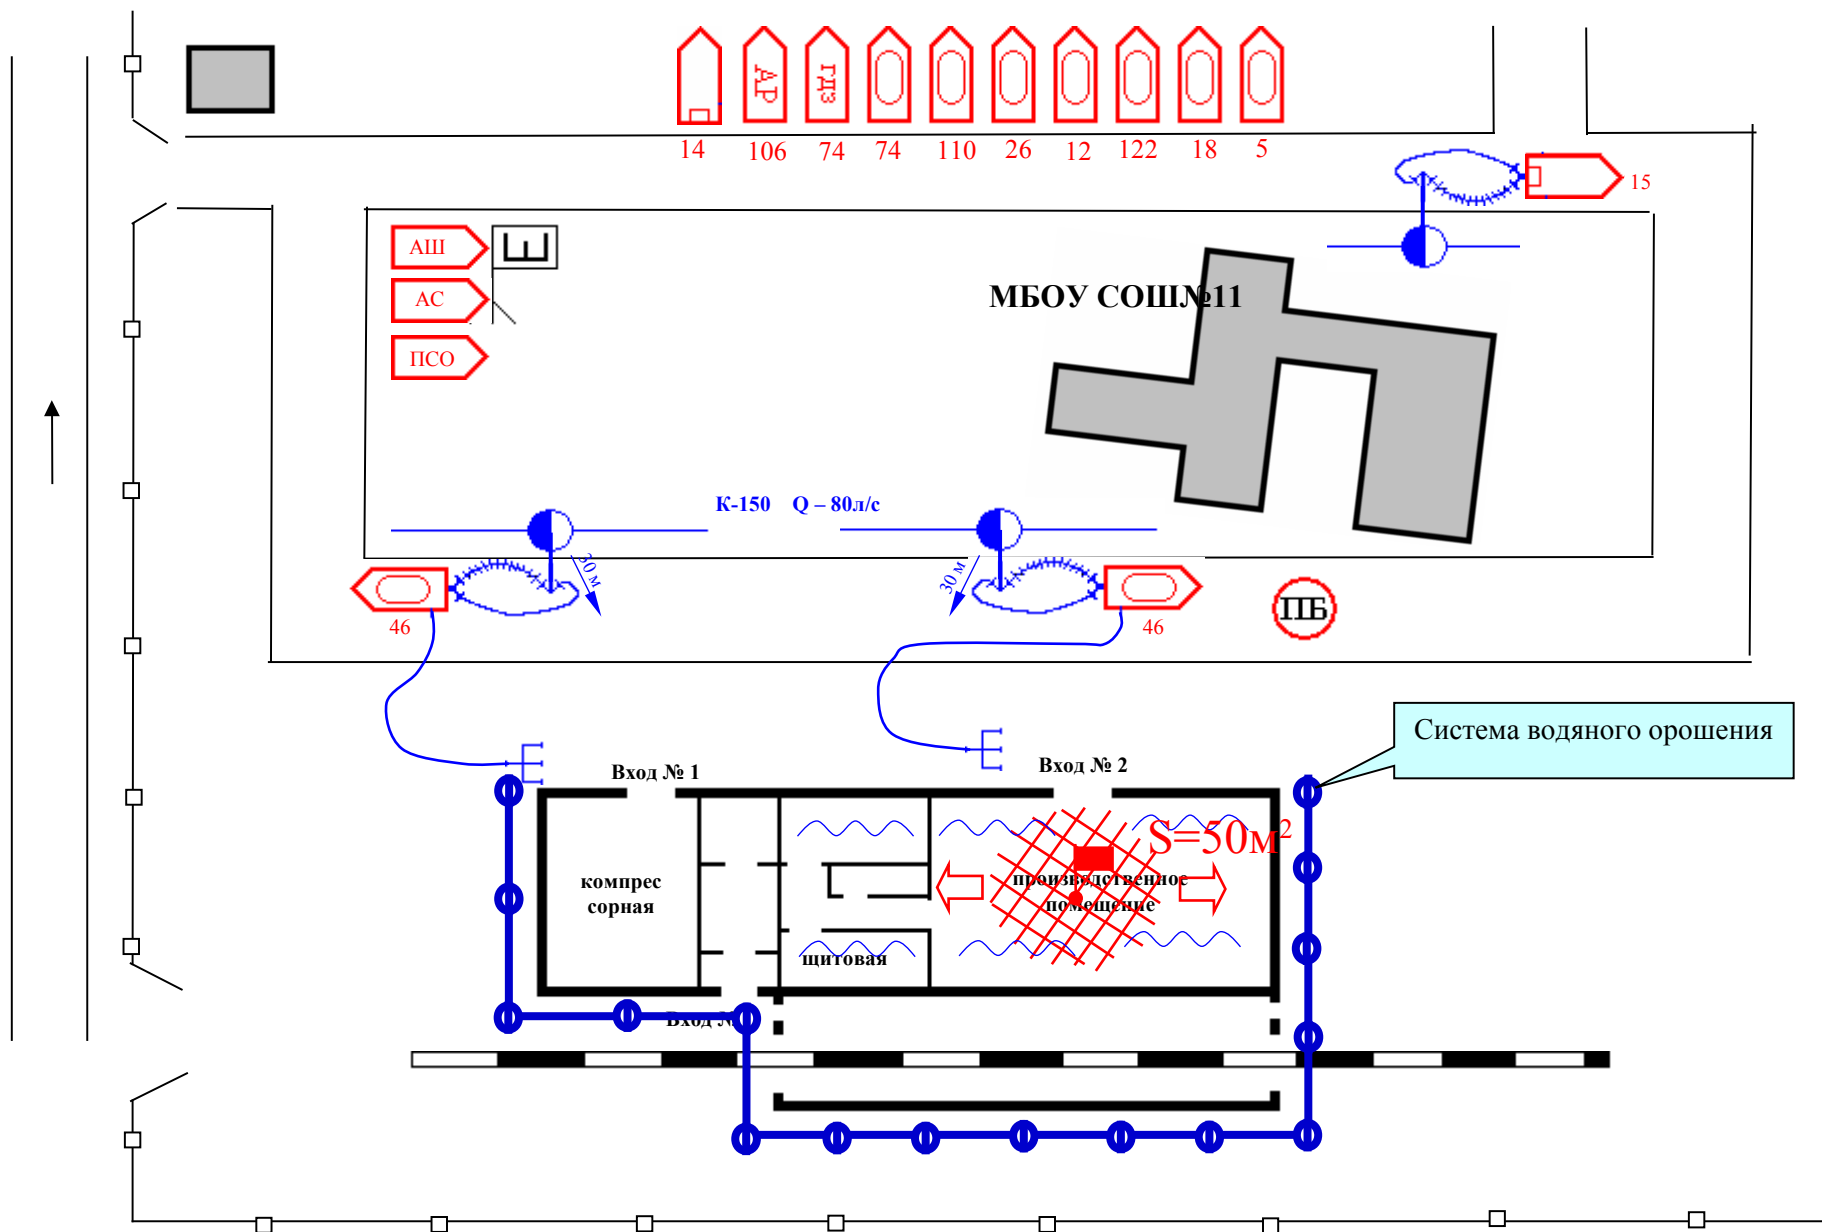 АР
ГДЗ
14
106
74
74
110
26
12
122
18
5
15
АШ
АС
ПСО
Ш
МБОУ СОШ№11
К-150 Q – 80л/с
30 м
30 м
46
46
ПБ
Система водяного орошения
Вход № 1
Вход № 2
S=50м²
компрес
сорная
производственное
помещение
щитовая
Вход №